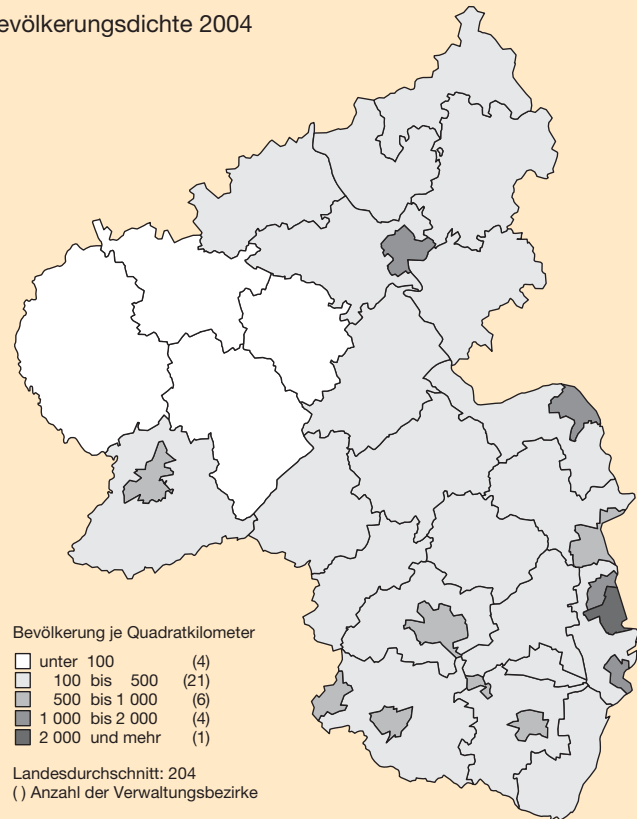 evölkerungsdichte 2004
Bevölkerung je Quadratkilometer
unter 100 (4)
100 bis 500 (21)
500 bis 1 000 (6)
1 000 bis 2 000 (4)
2 000 und mehr (1)
Landesdurchschnitt: 204
( ) Anzahl der Verwaltungsbezirke